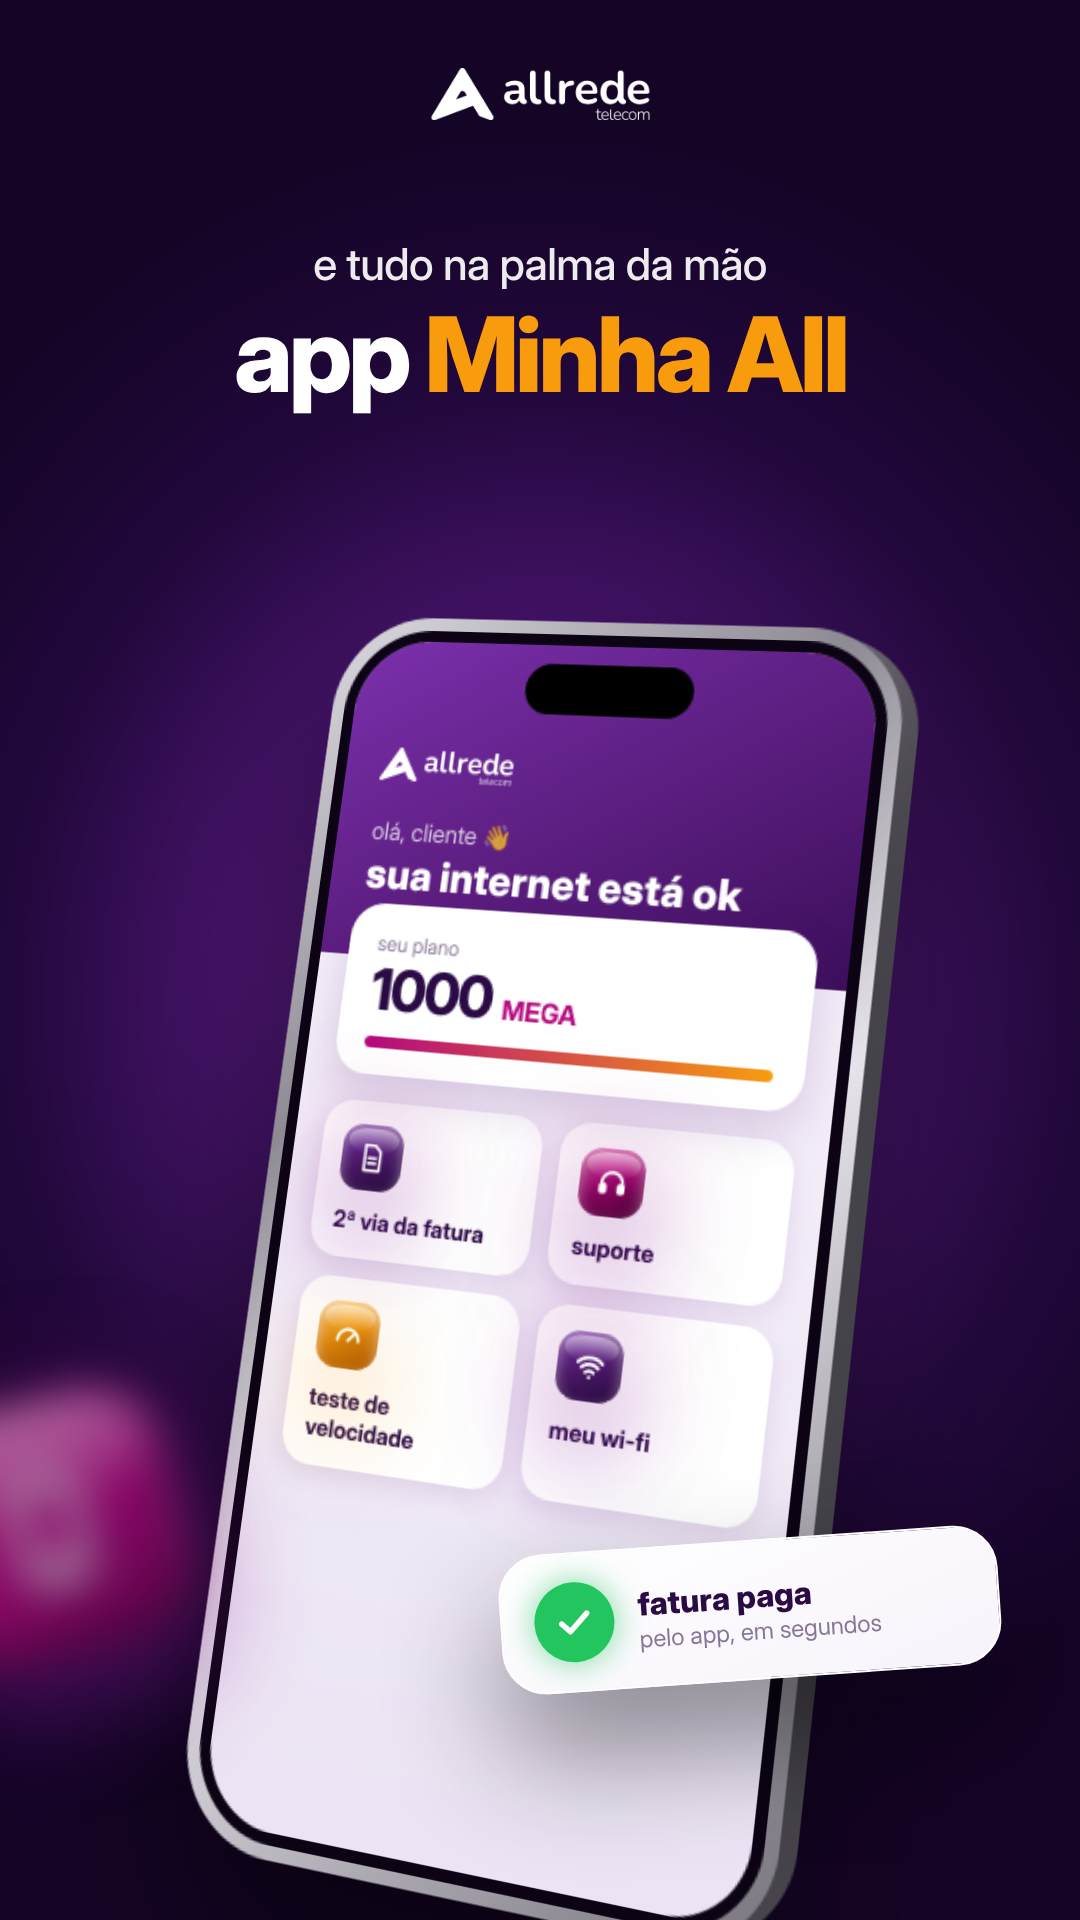 allrede
telecom
e tudo na palma da mão
app Minha All
allrede
telecom
olá, cliente 👋
sua internet está ok
seu plano
1000 MEGA
2ª via da fatura
suporte
teste de
velocidade
meu wi-fi
fatura paga
pelo app, em segundos